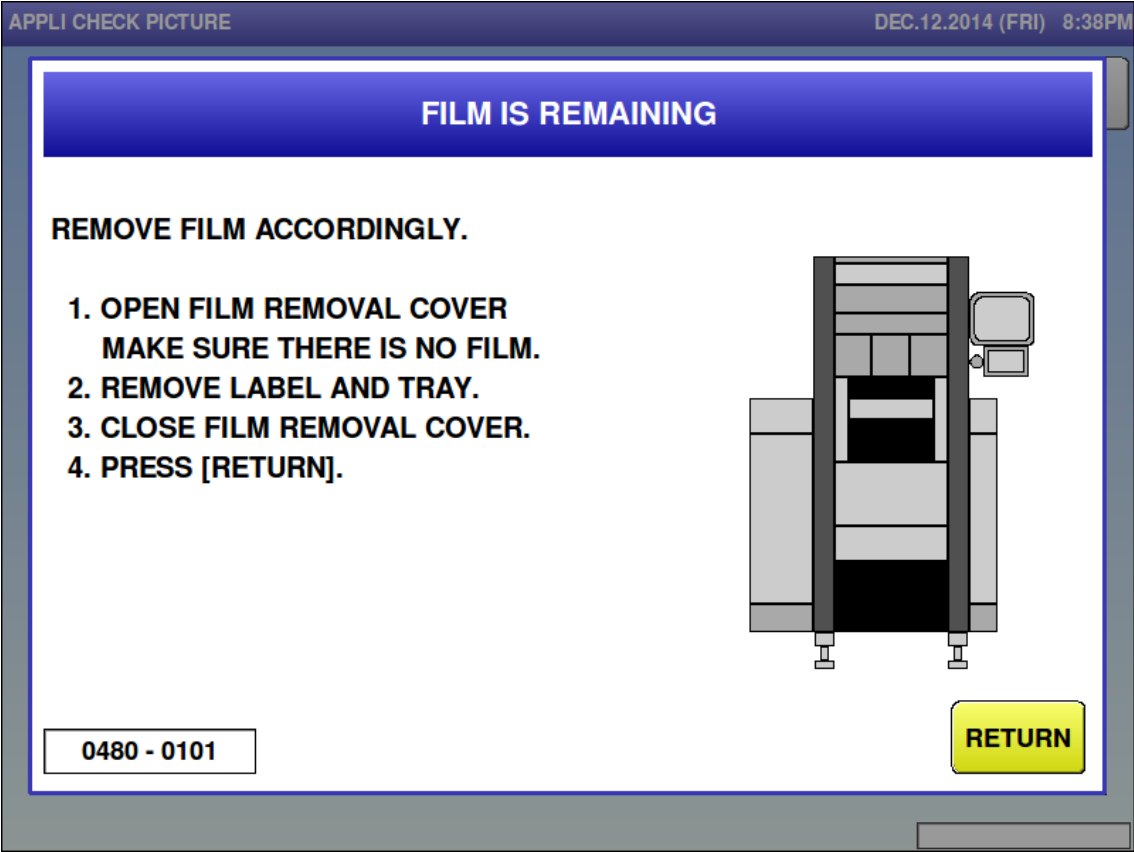 APPLI CHECK PICTURE DEC.12.2014 (FRI) 8:38PM
FILM IS REMAINING
REMOVE FILM ACCORDINGLY.
1. OPEN FILM REMOVAL COVER
MAKE SURE THERE IS NO FILM.
2. REMOVE LABEL AND TRAY.
3. CLOSE FILM REMOVAL COVER.
4. PRESS [RETURN].
0480 - 0101
RETURN